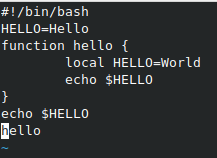 #!/bin/bash
HELLO=Hello
function hello {
        local HELLO=World
        echo $HELLO
}
echo $HELLO
hello
~